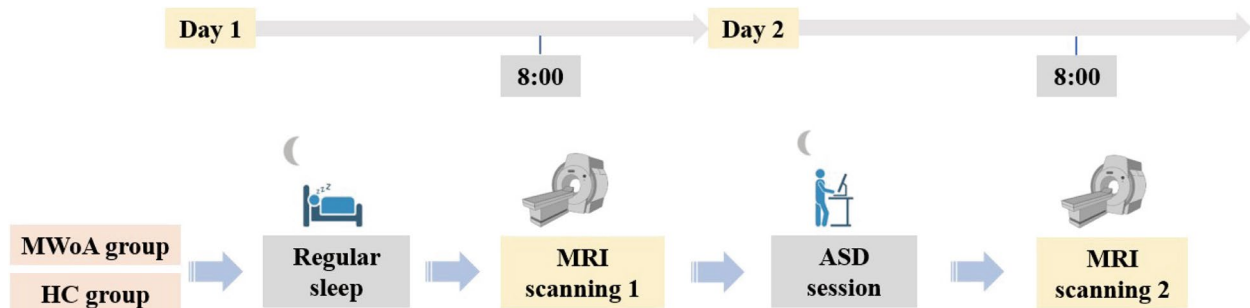 Day 1
Day 2
8:00
8:00
zzz
MWoA group
HC group
Regular
sleep
MRI
scanning 1
ASD
session
MRI
scanning 2